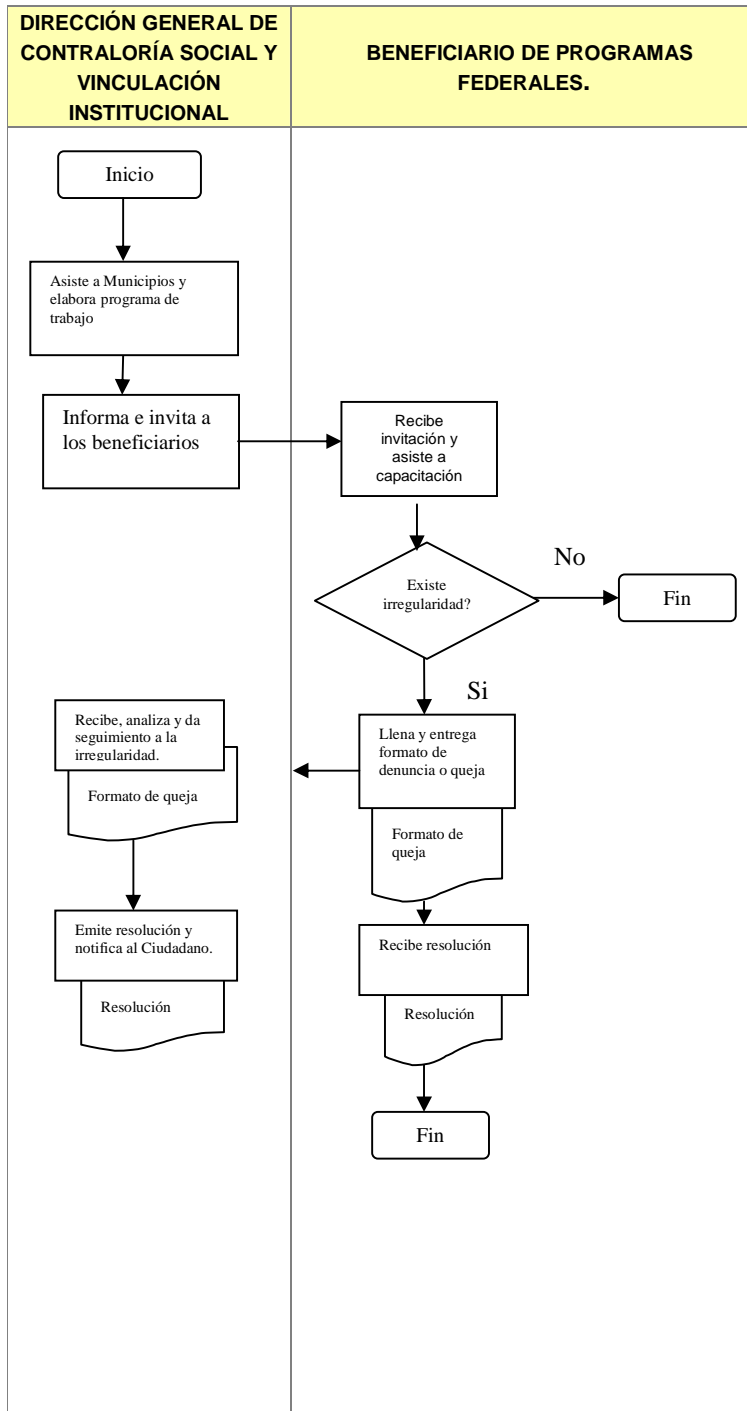 DIRECCIÓN GENERAL DE
CONTRALORÍA SOCIAL Y
VINCULACIÓN
INSTITUCIONAL
BENEFICIARIO DE PROGRAMAS
FEDERALES.
Inicio
Asiste a Municipios y
elabora programa de
trabajo
Informa e invita a
los beneficiarios
Recibe
invitación y
asiste a
capacitación
Existe
irregularidad?
No
Fin
Si
Llena y entrega
formato de
denuncia o queja
Formato de
queja
Recibe, analiza y da
seguimiento a la
irregularidad.
Formato de queja
Emite resolución y
notifica al Ciudadano.
Resolución
Recibe resolución
Resolución
Fin